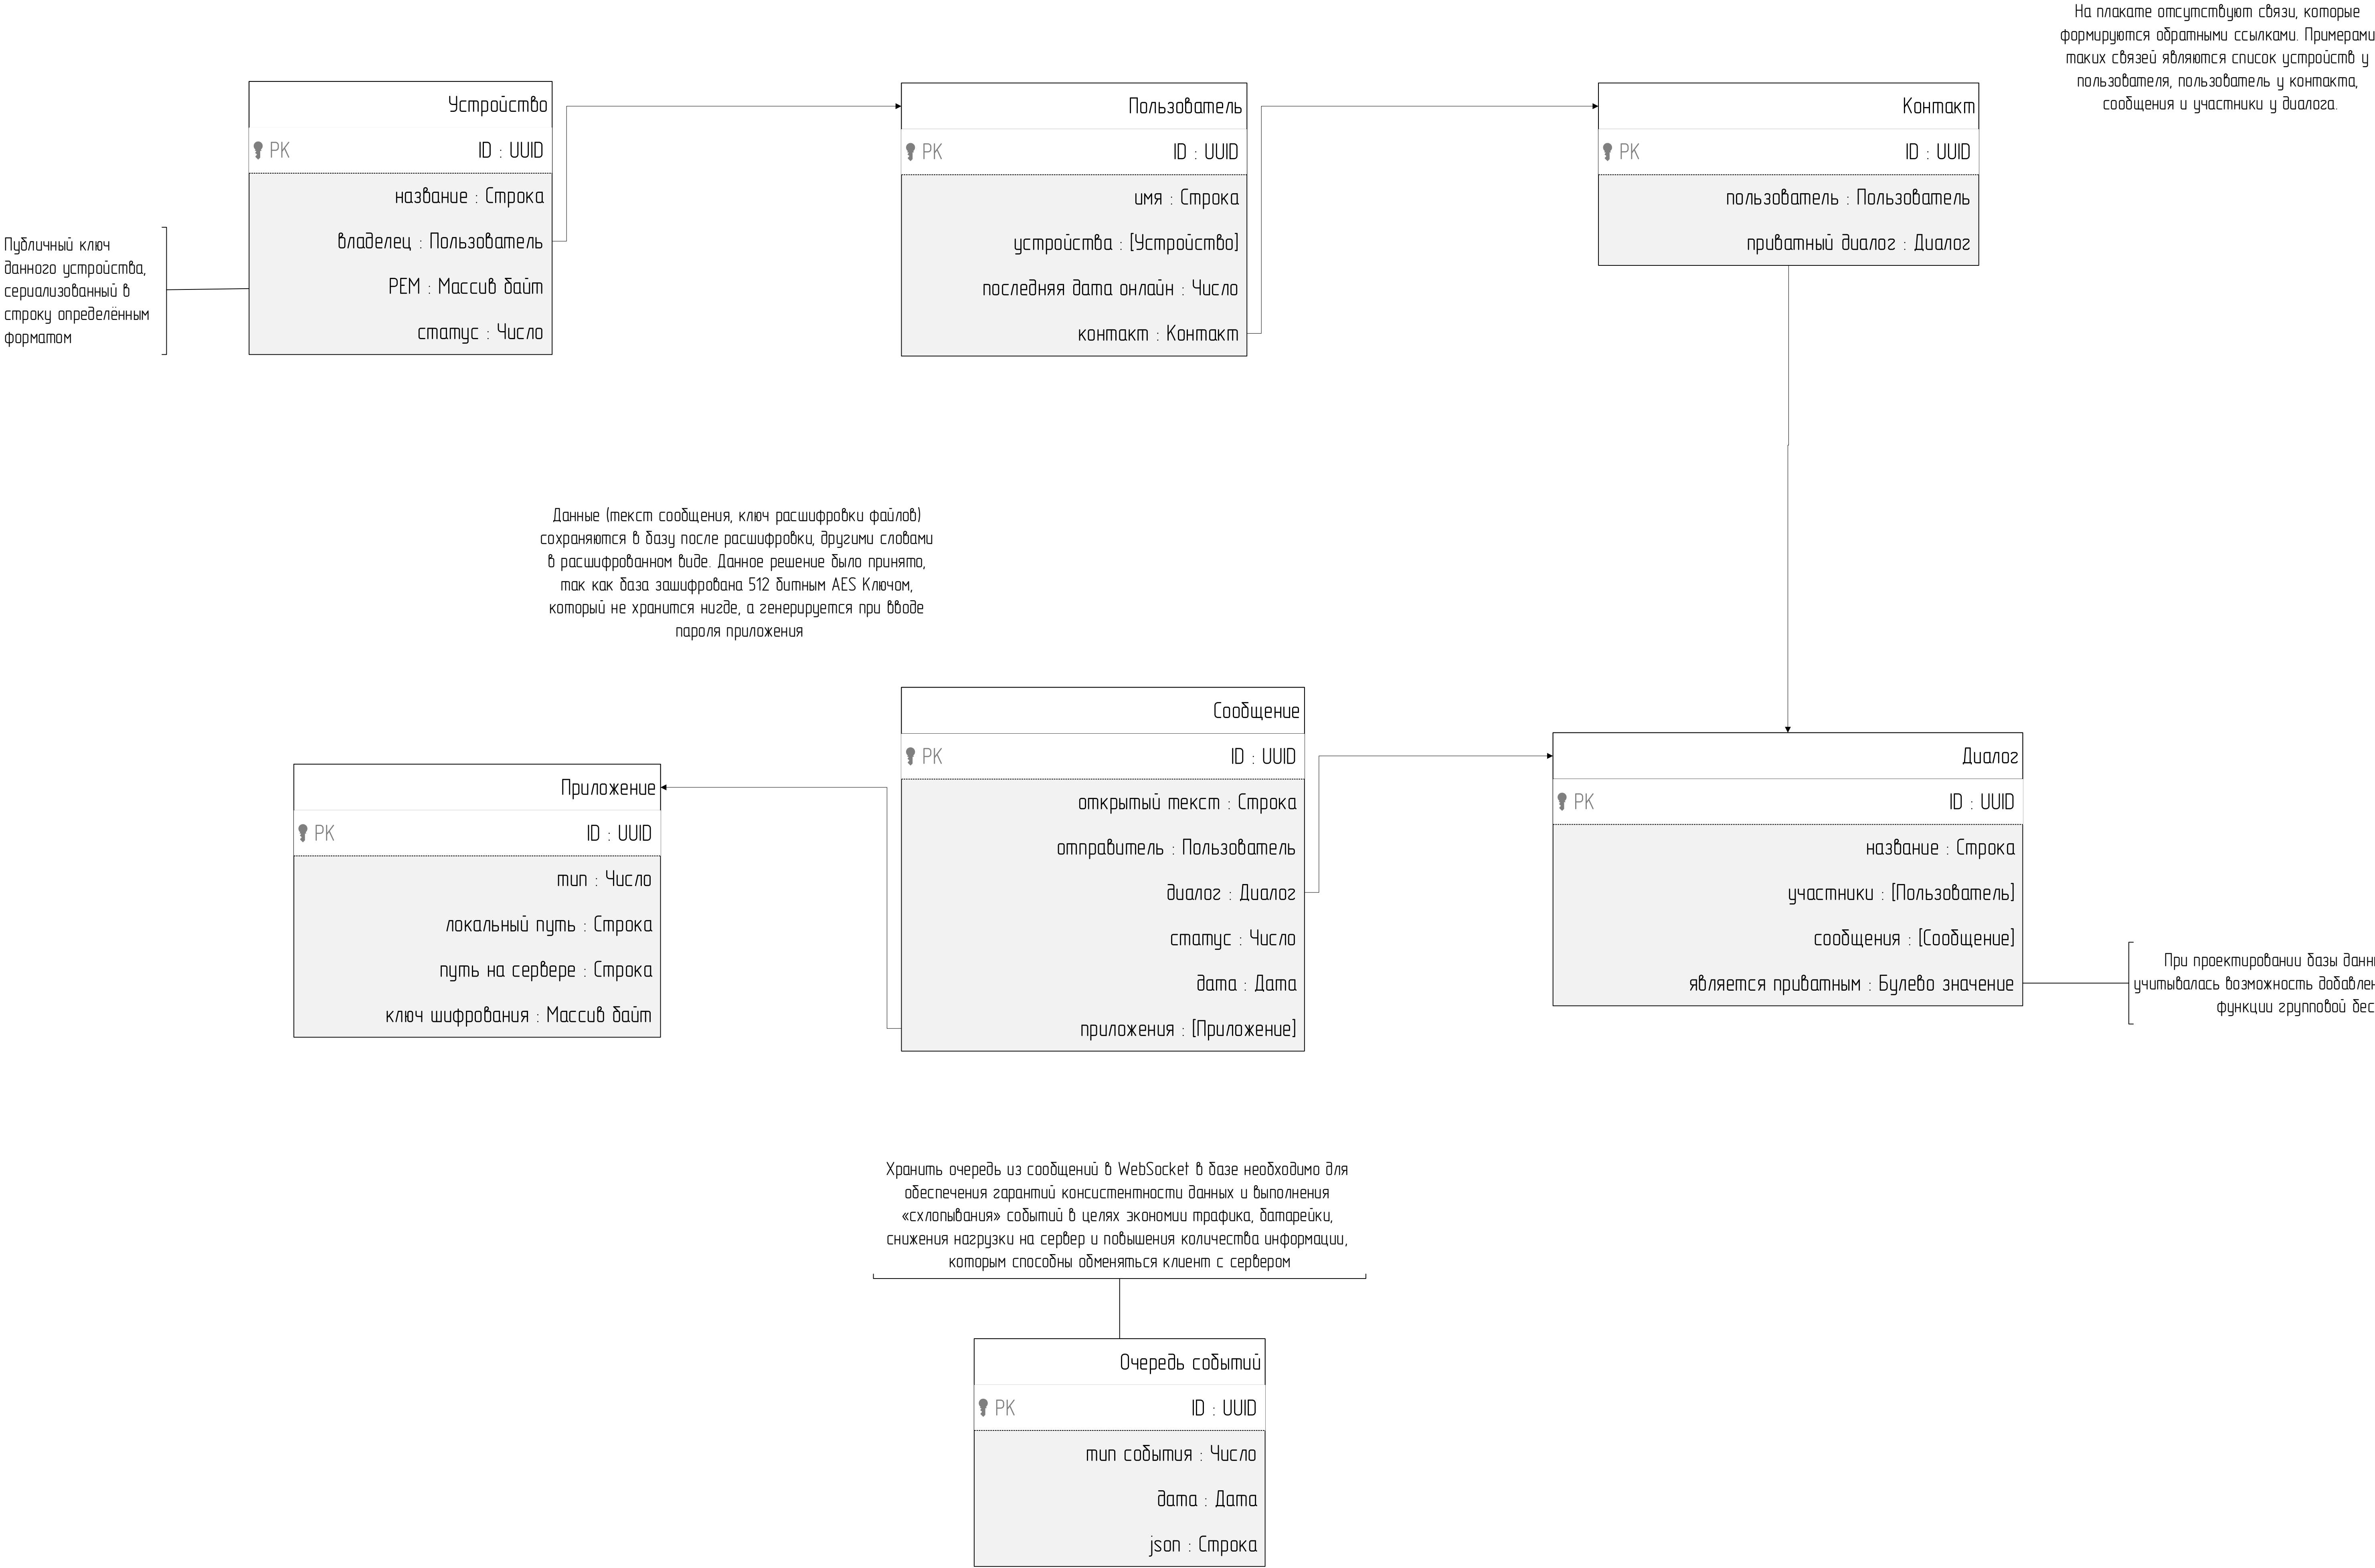 На плакате отсутствуют связи, которые
формируются обратными ссылками. Примерами
таких связей являются список устройств у
пользователя, пользователь у контакта,
сообщения и участники у диалога.
Устройство
PK ID : UUID
название : Строка
владелец : Пользователь
PEM : Массив байт
статус : Число
Публичный ключ
данного устройства,
сериализованный в
строку определённым
форматом
Пользователь
PK ID : UUID
имя : Строка
устройства : [Устройство]
последняя дата онлайн : Число
контакт : Контакт
Контакт
PK ID : UUID
пользователь : Пользователь
приватный диалог : Диалог
Данные (текст сообщения, ключ расшифровки файлов)
сохраняются в базу после расшифровки, другими словами
в расшифрованном виде. Данное решение было принято,
так как база зашифрована 512 битным AES Ключом,
который не хранится нигде, а генерируется при вводе
пароля приложения
Приложение
PK ID : UUID
тип : Число
локальный путь : Строка
путь на сервере : Строка
ключ шифрования : Массив байт
Сообщение
PK ID : UUID
открытый текст : Строка
отправитель : Пользователь
диалог : Диалог
статус : Число
дата : Дата
приложения : [Приложение]
Диалог
PK ID : UUID
название : Строка
участники : [Пользователь]
сообщения : [Сообщение]
является приватным : Булево значение
При проектировании базы
учитывалась возможность
функции групповой
Хранить очередь из сообщений в WebSocket в базе необходимо для
обеспечения гарантий консистентности данных и выполнения
«схлопывания» событий в целях экономии трафика, батарейки,
снижения нагрузки на сервер и повышения количества информации,
которым способны обменяться клиент с сервером
Очередь событий
PK ID : UUID
тип события : Число
дата : Дата
json : Строка